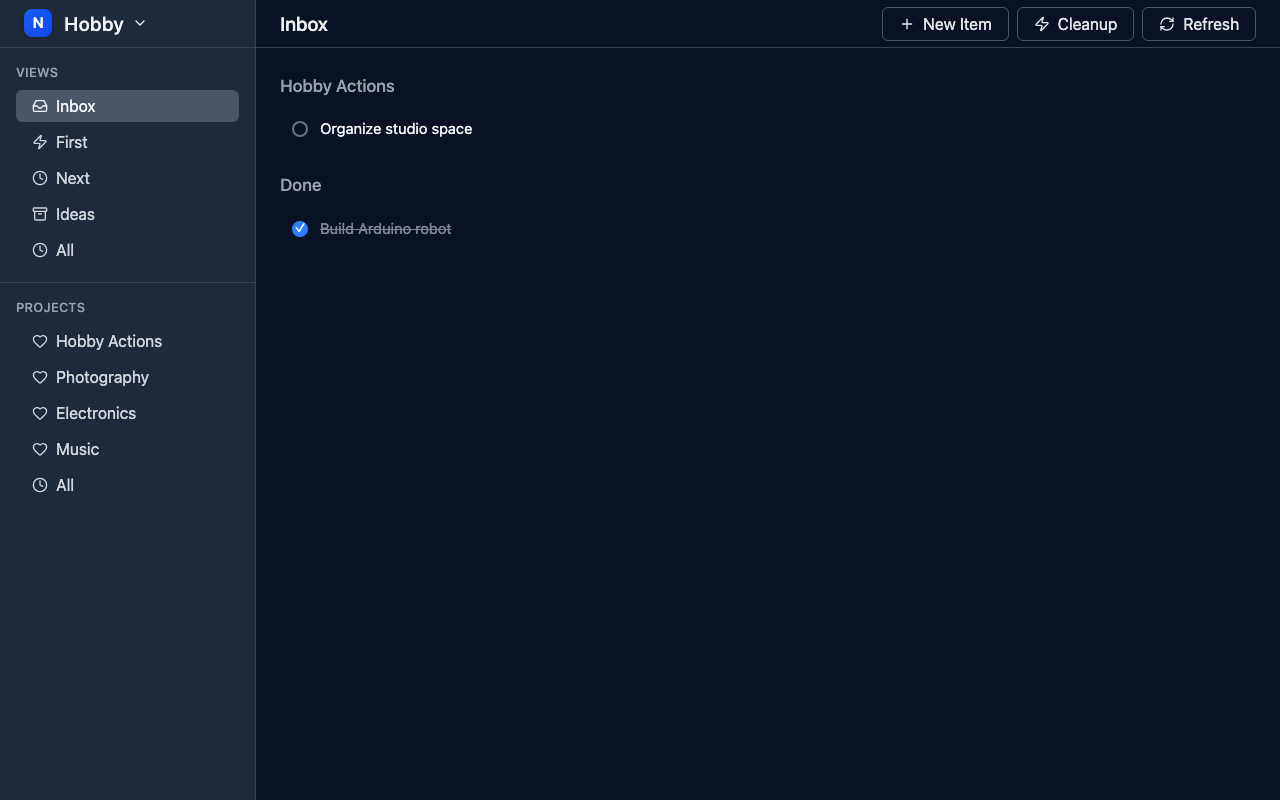 N Hobby
VIEWS
Inbox
First
Next
Ideas
All
PROJECTS
Hobby Actions
Photography
Electronics
Music
All
Inbox
New Item
Cleanup
Refresh
Hobby Actions
Organize studio space
Done
Build Arduino robot